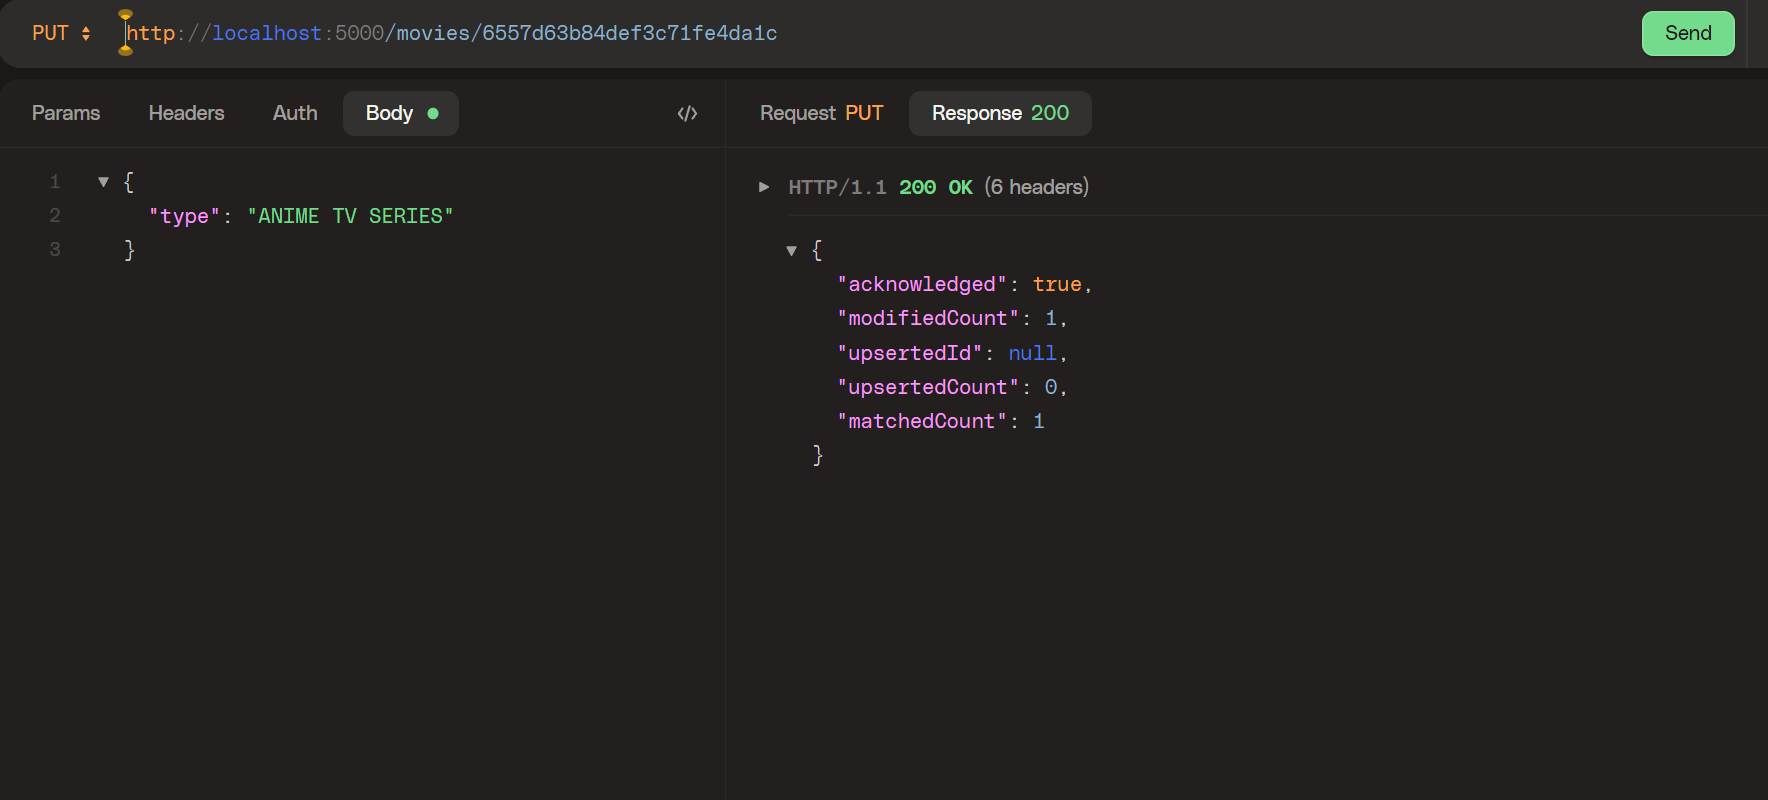 PUT http://localhost:5000/movies/6557d63b84def3c71fe4da1c Send
Params Headers Auth Body </>
1 {
2 "type": "ANIME TV SERIES"
3 }
Request PUT Response 200
HTTP/1.1 200 OK (6 headers)
{
"acknowledged": true,
"modifiedCount": 1,
"upsertedId": null,
"upsertedCount": 0,
"matchedCount": 1
}